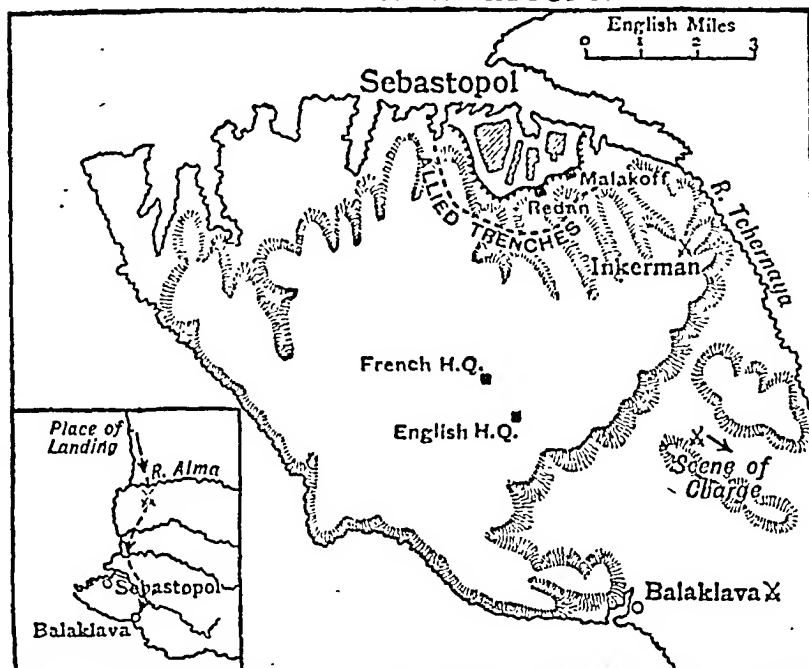 English Miles
0 1 2 3
Sebastopol
Malakoff
Redan
ALLIED TRENCHES
R. Tchernaya
Inkerman
French H.Q.
English H.Q.
Scene of
Charge
Balaklava
Place of
Landing
R. Alma
Sebastopol
Balaklava